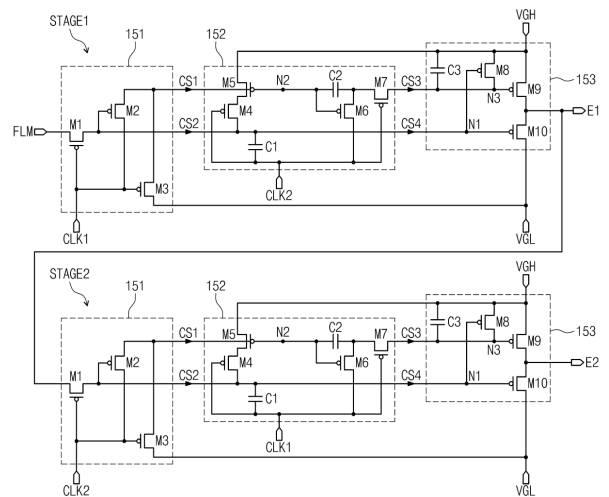 STAGE1
151
152
VGH
CS1
M5
N2
C2
M7
CS3
C3
M8
153
M2
N3
M9
FLM
M1
CS2
M4
M6
CS4
N1
E1
C1
M10
M3
CLK2
CLK1
VGL
STAGE2
151
152
VGH
CS1
M5
N2
C2
M7
CS3
C3
M8
153
M2
N3
M9
M1
CS2
M4
M6
CS4
N1
E2
C1
M10
M3
CLK1
CLK2
VGL